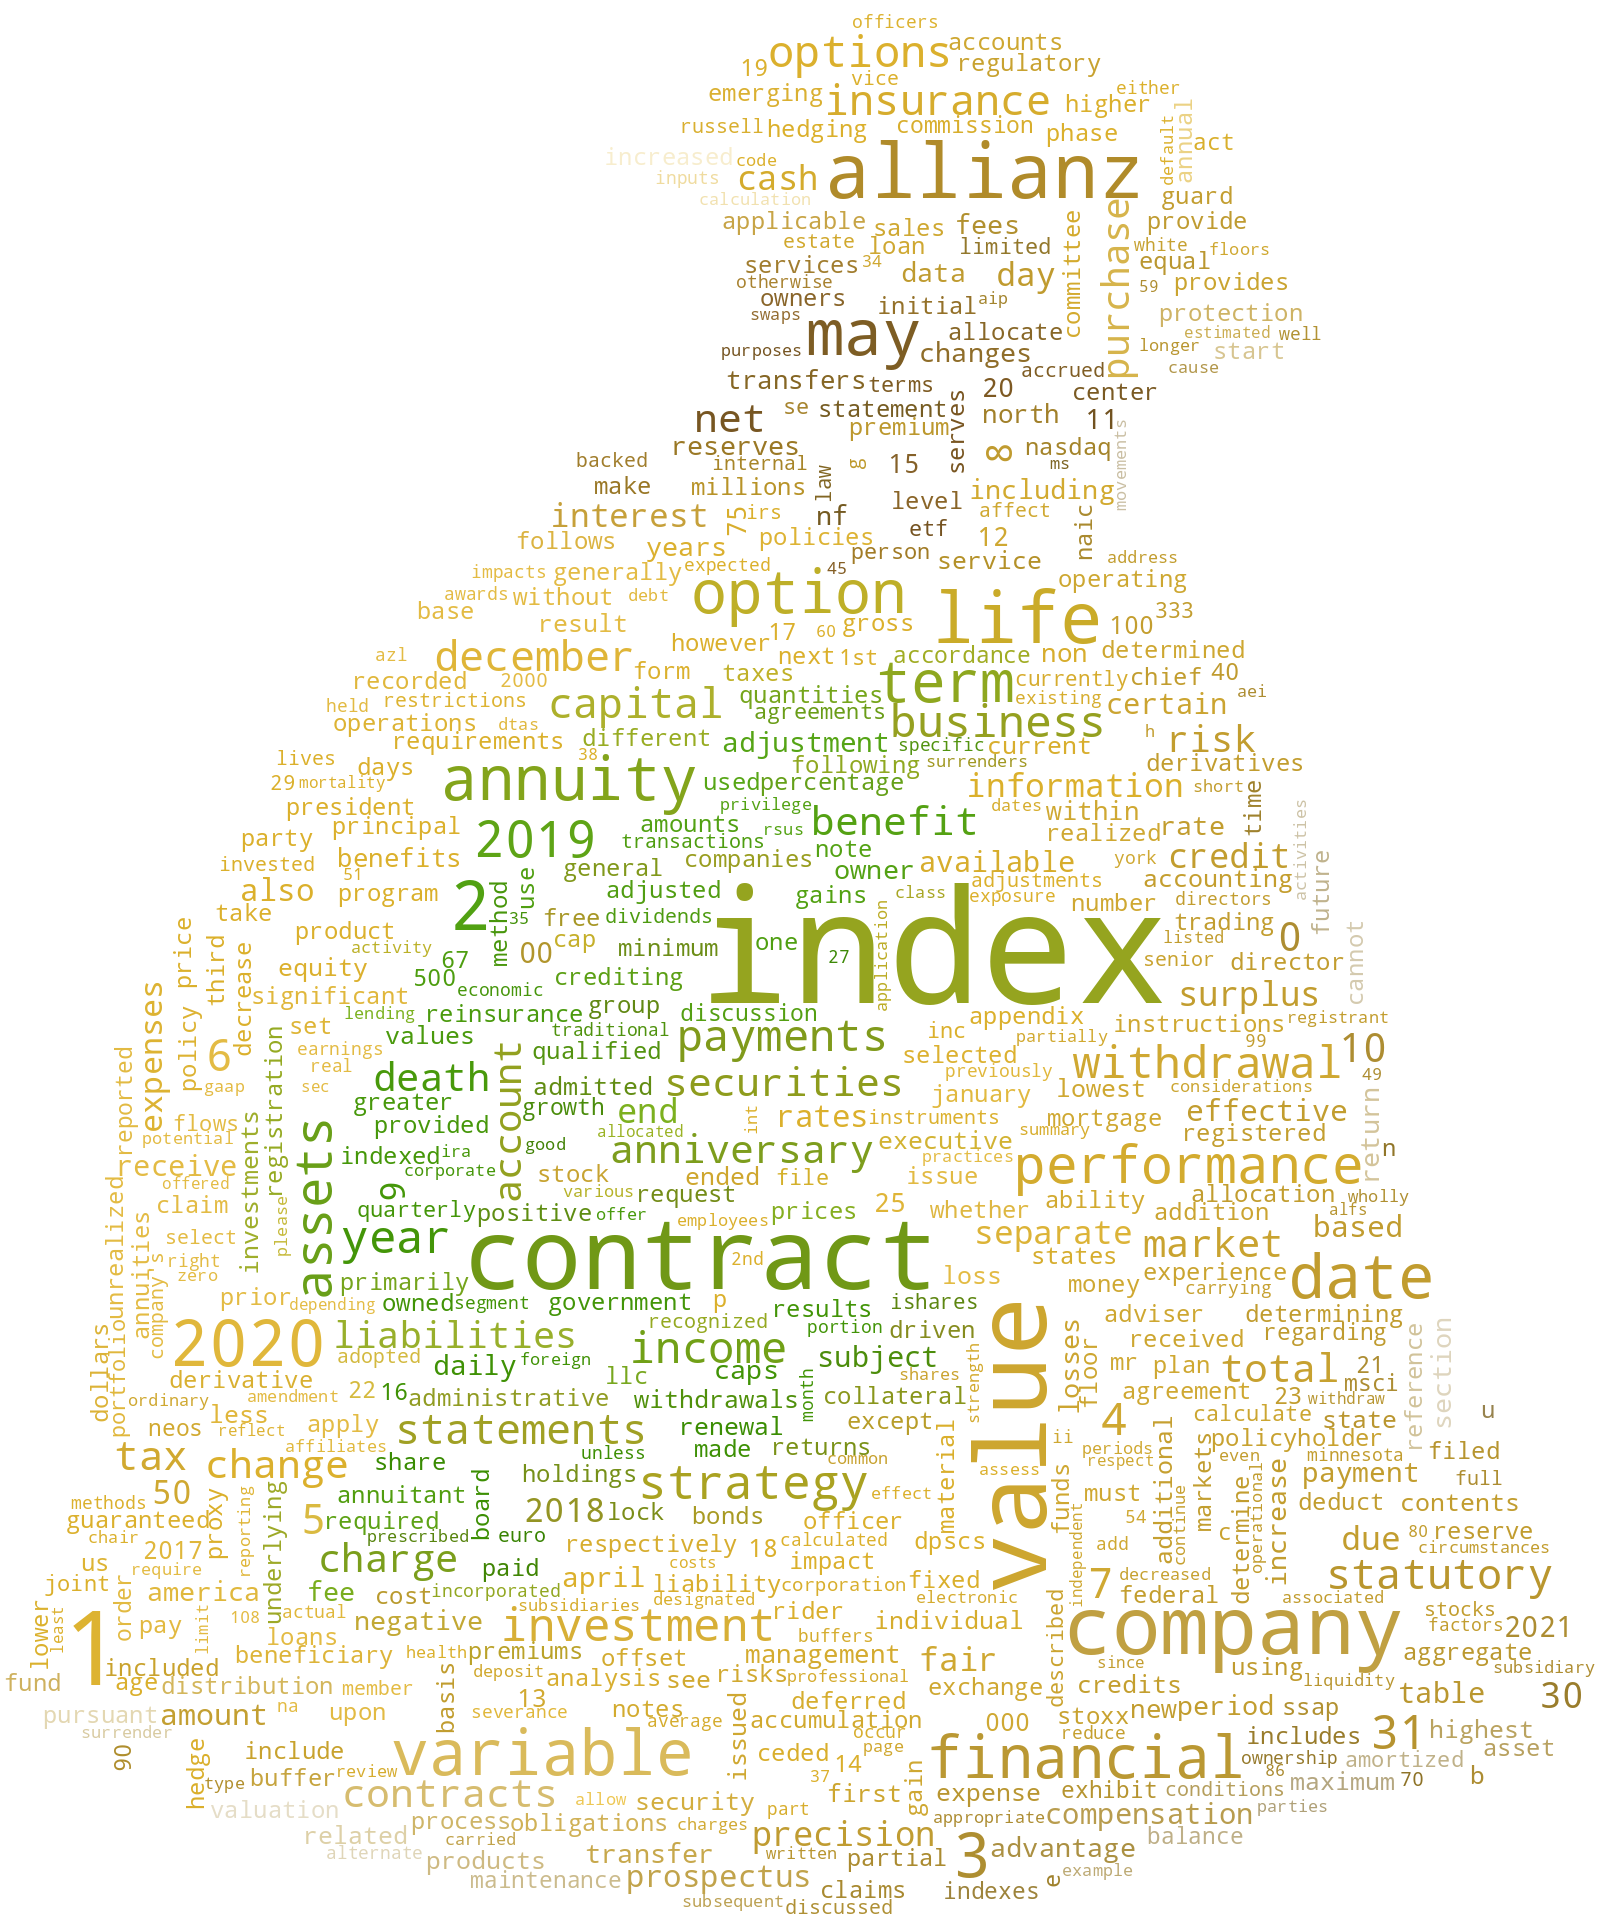 officers
options accounts
19 vice regulatory
emerging insurance higher either
russell hedging commission phase default annual act
increased code allianz
inputs cash guard
calculation purchase
applicable sales fees committee provide
estate loan limited white floors
services 34 data day equal
otherwise 59 provides
owners initial aip
swaps may allocate protection
purposes changes estimated well
longer start
transfers terms 20 accrued cause
net se statement serves north center
premium 11
reserves 8 nasdaq movements
backed internal g 15 ms
make millions law level including
interest 75 irs nf etf affect naic
follows policies 12
years person service address
impacts generally expected 45 operating
awards without debt option life
base 333
result 17 60 gross 100
however
azl december next 1st accordance non determined
recorded 2000 form taxes term currently chief 40
held restrictions capital quantities existing certain aei
operations dtas agreements business
requirements different adjustment specific current h risk
lives 38 following surrenders derivatives
29 mortality days annuity usedpercentage information short
president privilege dates within time activities
party principal 2019 amounts rsus benefit realized rate
transactions note
invested benefits companies available york credit future
51 general owner adjustments accounting
also program 2 use adjusted gains class exposure number directors
take method 35 free dividends index trading
product 00 cap one application listed 0
activity minimum 27 senior director cannot
price third decrease equity 67
500 economic crediting
expenses policy significant group surplus
set lending reinsurance discussion appendix instructions registrant
6 earnings values traditional payments inc partially 99
reported real qualified selected withdrawal 10
gaap sec death account admitted securities previously lowest considerations 49
flows greater growth end january
potential registration assets provided allocated int rates instruments mortgage effective return
good summary registered
receive investments indexed ira anniversary executive practices n
offered corporate stock ended file issue performance
claim please 9 various request allocation wholly
unrealized annuities select quarterly positive offer employees prices 25 whether ability addition alfs
right year contract 2nd separate based
zero states market
company s primarily loss money experience date
prior depending owned segment government p results ishares carrying
2020 liabilities recognized portion driven value adviser determining
dollars portfolio adopted income received regarding
derivative daily foreign llc caps subject losses floor mr plan total 21 reference section
ordinary amendment 22 16 administrative withdrawals month collateral shares strength agreement 23 withdraw msci
neos less apply statements renewal except 4 calculate state u
reflect affiliates unless made returns material ii periods policyholder
tax change share common assess respect even minnesota filed
holdings strategy funds additional markets payment full
50 annuitant board effect must
methods proxy reporting 5 2018 lock bonds continue operational deduct contents
guaranteed underlying required prescribed euro officer independent 54 c determine increase
chair respectively calculated dpscs add due 80 reserve
us 2017 charge 18 circumstances
require paid costs impact
joint april liability corporation fixed 7 decreased statutory
america fee cost incorporated electronic federal associated
lower least order limit 108 actual subsidiaries designated rider described company stocks
1 pay loans negative investment buffers individual factors 2021
beneficiary health premiums offset management fair aggregate
included since using
fund age distribution member deposit analysis see risks professional exchange credits liquidity subsidiary
pursuant amount na upon basis severance 13 notes deferred stoxx new period ssap table 30
surrender average issued accumulation 000 reduce
90 hedge include variable occur financial includes 31 highest
type buffer review ceded 14 page ownership amortized asset
37 86 70 b
contracts allow security first gain expense exhibit conditions maximum
valuation part
process obligations charges appropriate compensation parties
related carried precision 3 balance
alternate written advantage
products transfer partial example
maintenance prospectus e
claims indexes
subsequent discussed